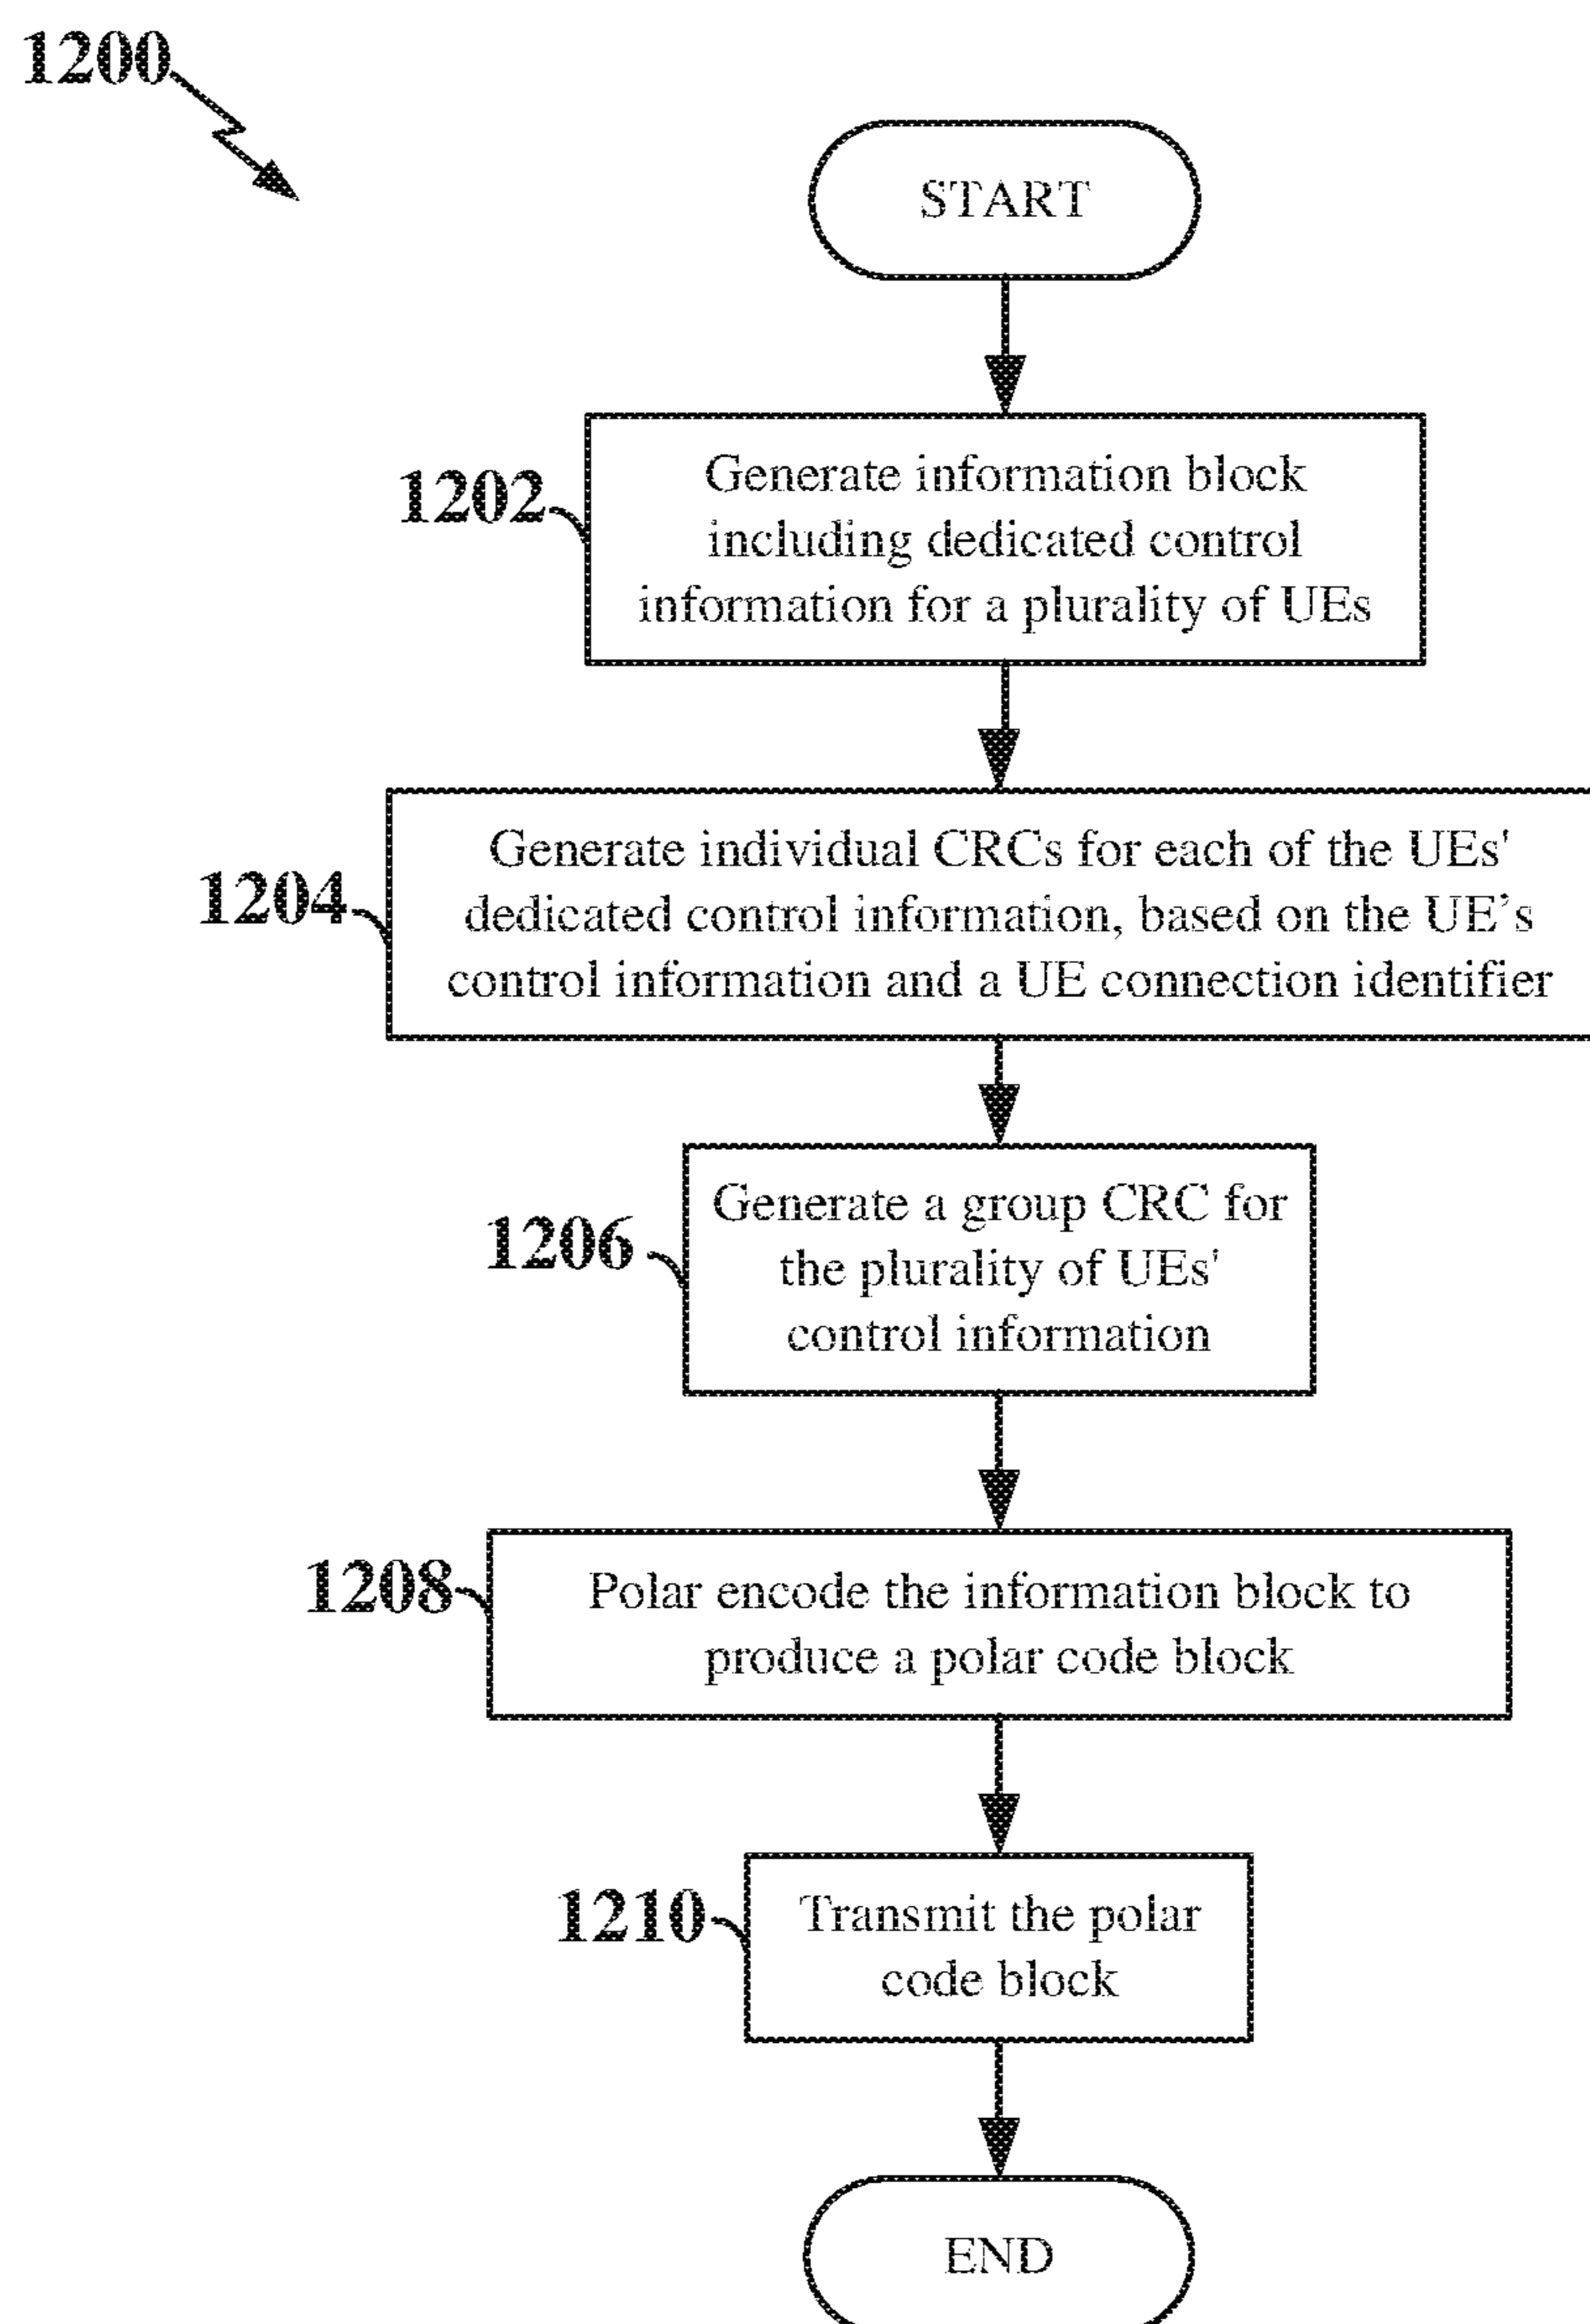 1200
START
1202
Generate information block
including dedicated control
information for a plurality of UEs
1204
Generate individual CRCs for each of the UEs'
dedicated control information, based on the UE’s
control information and a UE connection identifier
1206
Generate a group CRC for
the plurality of UEs'
control information
1208
Polar encode the information block to
produce a polar code block
1210
Transmit the polar
code block
END